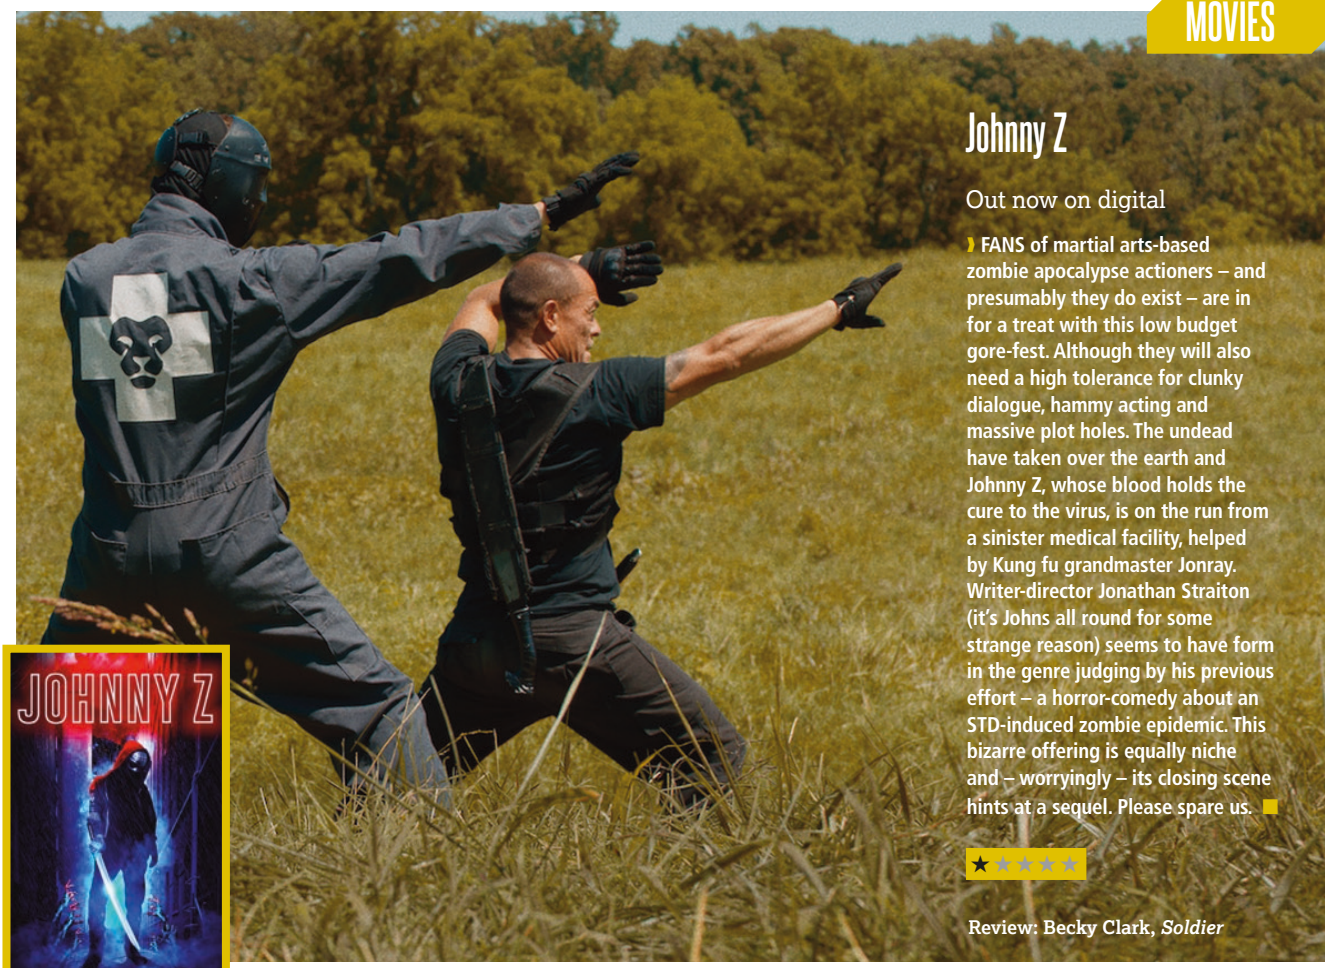 MOVIES
Johnny Z
Out now on digital
FANS of martial arts-based
zombie apocalypse actioners – and
presumably they do exist – are in
for a treat with this low budget
gore-fest. Although they will also
need a high tolerance for clunky
dialogue, hammy acting and
massive plot holes. The undead
have taken over the earth and
Johnny Z, whose blood holds the
cure to the virus, is on the run from
a sinister medical facility, helped
by Kung fu grandmaster Jonray.
Writer-director Jonathan Straiton
(it’s Johns all round for some
strange reason) seems to have form
in the genre judging by his previous
effort – a horror-comedy about an
STD-induced zombie epidemic. This
bizarre offering is equally niche
and – worryingly – its closing scene
hints at a sequel. Please spare us.
Review: Becky Clark, Soldier
JOHNNY Z